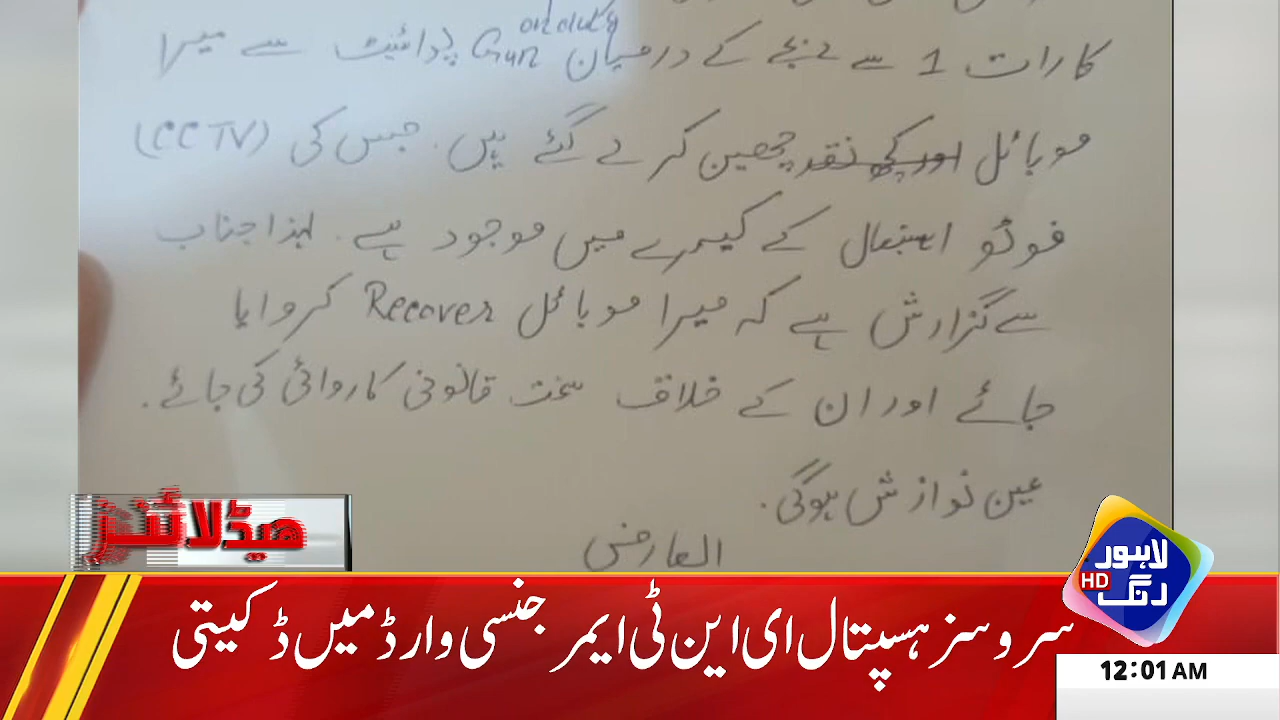 کا رات 1 سے 2 بجے کے درمیان Gun پوائینٹ سے میرا
موبائل اور کچھ نقد چھین کر لے گئے ہیں. جس کی (CCTV)
فوٹو اسپتال کے کیمرے میں موجود ہے. لہذا جناب
سے گزارش ہے کہ میرا موبائل Recover کروایا
جائے اور ان کے خلاف سخت قانونی کاروائی کی جائے.
عین نوازش ہوگی.
العارض
ہیڈلائنز
لاہور
HD رنگ
سروسز ہسپتال ای این ٹی ایمرجنسی وارڈ میں ڈکیتی
12:01 AM